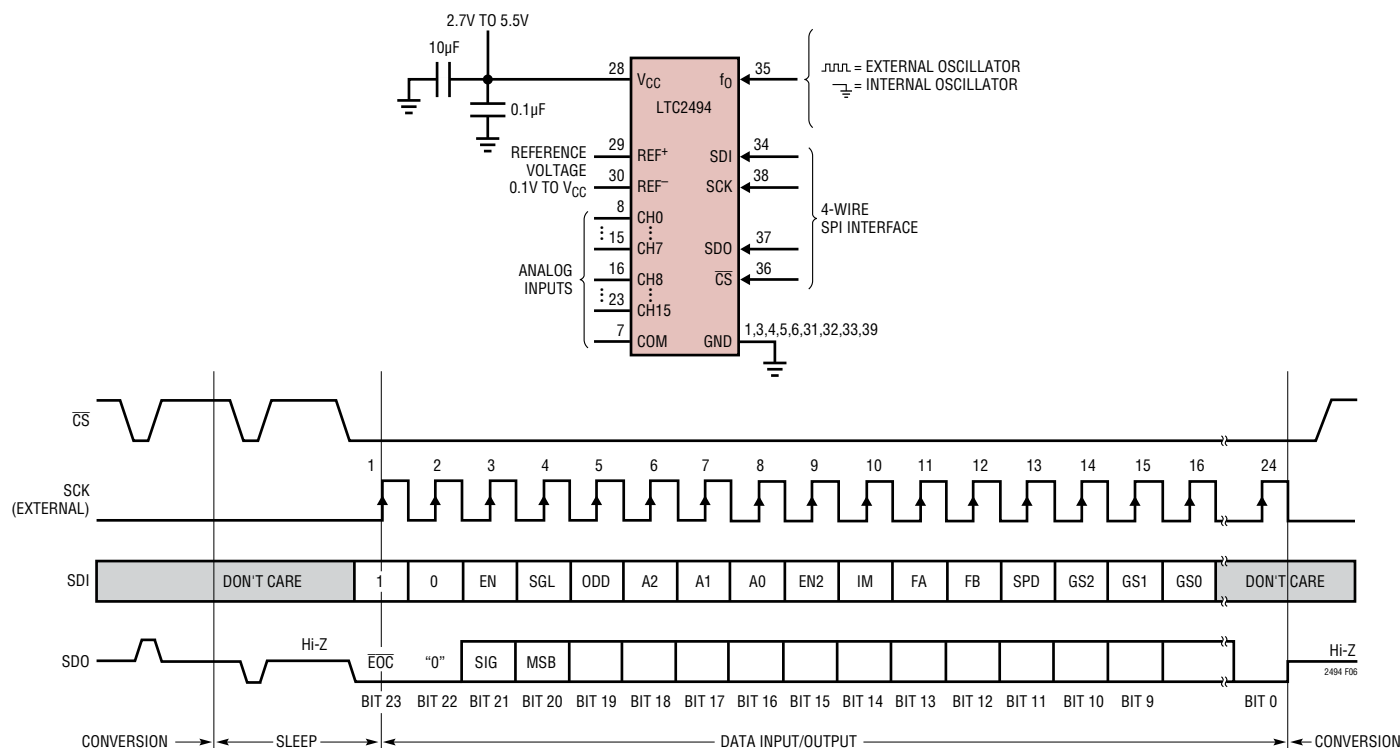 2.7V TO 5.5V
10µF
0.1µF
28
VCC
fO
35
= EXTERNAL OSCILLATOR
= INTERNAL OSCILLATOR
LTC2494
REFERENCE
VOLTAGE
0.1V TO VCC
29
REF+
30
REF–
SDI
34
SCK
38
4-WIRE
SPI INTERFACE
ANALOG
INPUTS
8
CH0
15
CH7
SDO
37
16
CH8
CS
36
23
CH15
7
COM
GND
1,3,4,5,6,31,32,33,39
CS
1 2 3 4 5 6 7 8 9 10 11 12 13 14 15 16 24
SCK
(EXTERNAL)
SDI DON'T CARE 1 0 EN SGL ODD A2 A1 A0 EN2 IM FA FB SPD GS2 GS1 GS0 DON'T CARE
SDO Hi-Z EOC "0" SIG MSB Hi-Z
2494 F06
BIT 23 BIT 22 BIT 21 BIT 20 BIT 19 BIT 18 BIT 17 BIT 16 BIT 15 BIT 14 BIT 13 BIT 12 BIT 11 BIT 10 BIT 9 BIT 0
CONVERSION SLEEP DATA INPUT/OUTPUT CONVERSION